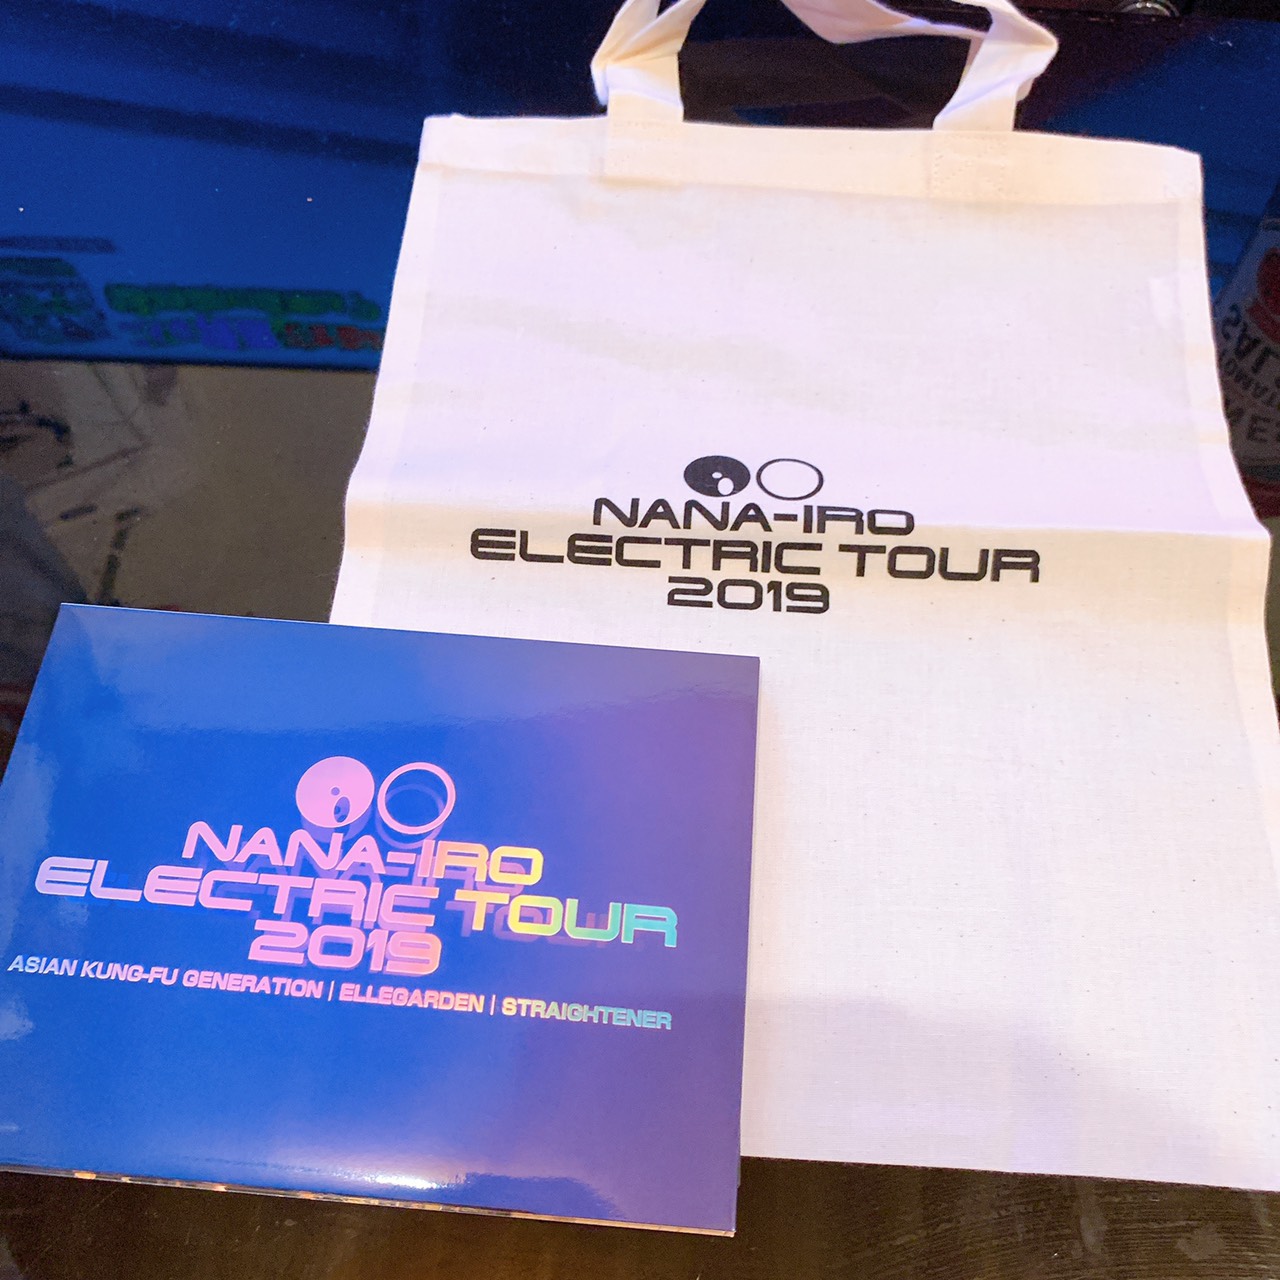 NANA-IRO
ELECTRIC TOUR
2019
NANA-IRO
ELECTRIC TOUR
2019
ASIAN KUNG-FU GENERATION | ELLEGARDEN | STRAIGHTENER